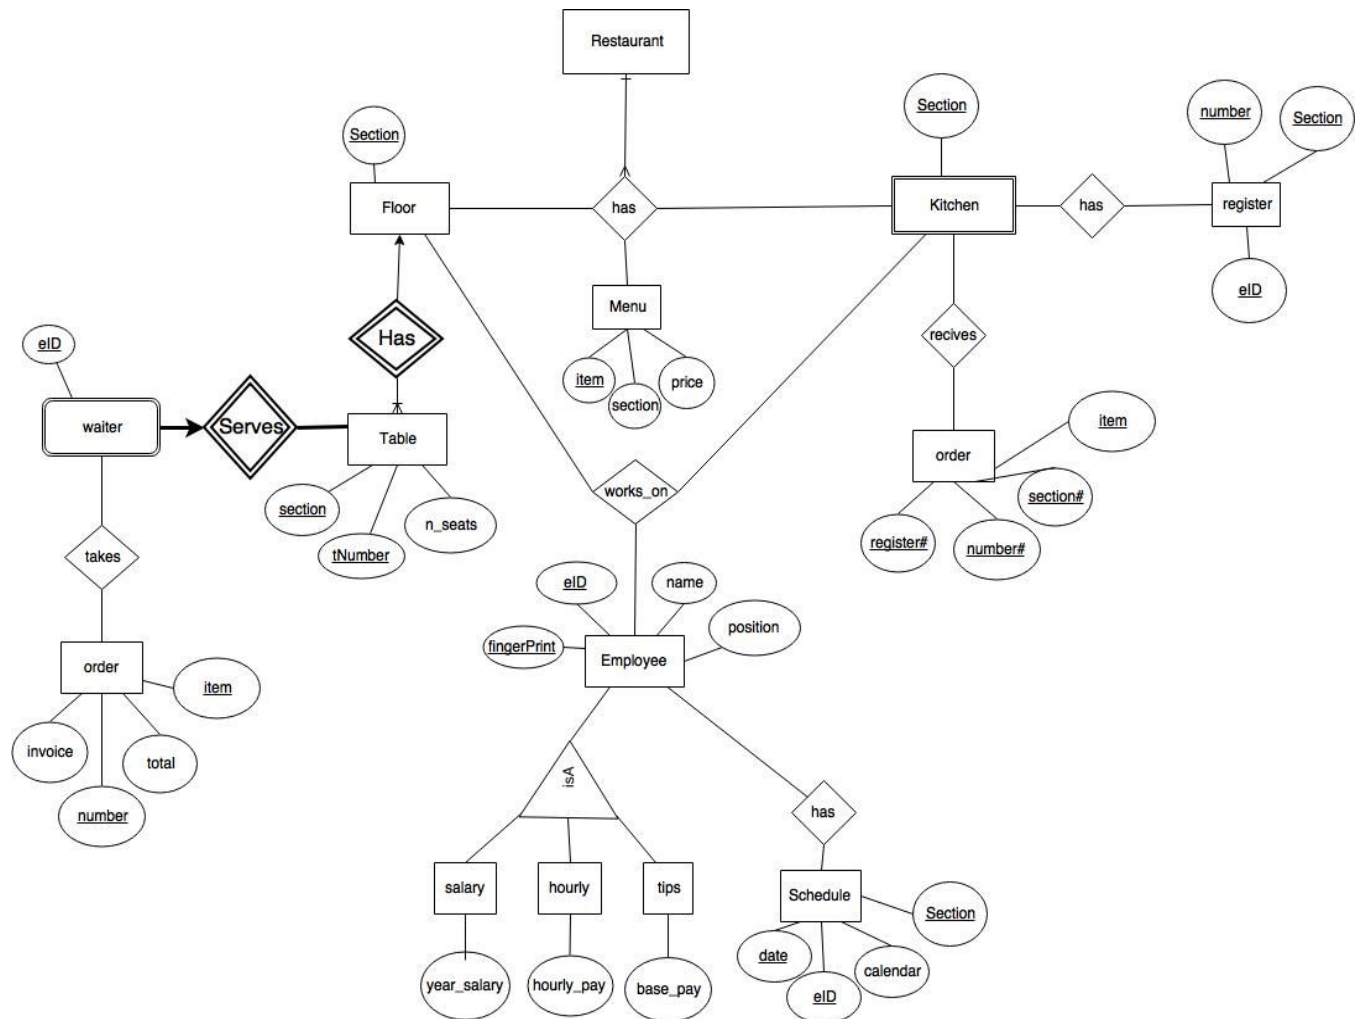 Restaurant
Section
Section
number
Section
Floor
has
Kitchen
has
register
eID
Menu
item
section
price
Has
eID
waiter
Serves
Table
section
tNumber
n_seats
recives
order
item
section#
register#
number#
works_on
takes
eID
name
fingerPrint
position
Employee
order
item
invoice
total
number
isA
has
salary
hourly
tips
Schedule
Section
year_salary
hourly_pay
base_pay
date
eID
calendar